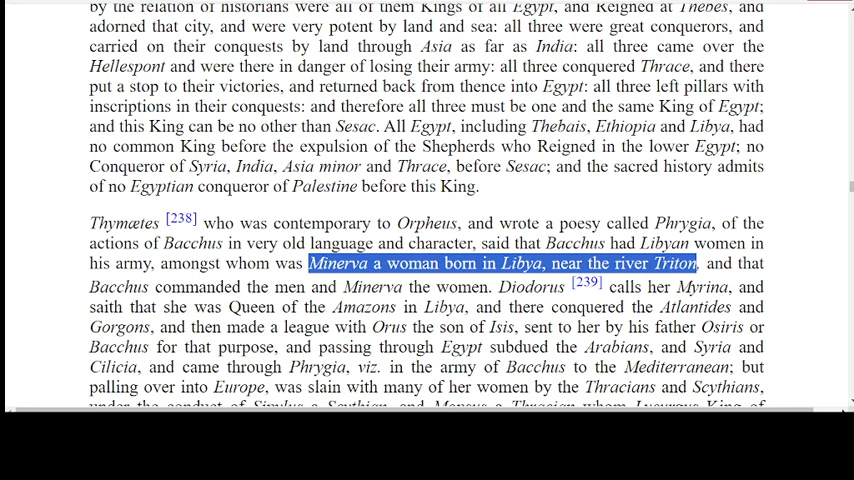 by the relation of historians were all of them Kings of all Egypt, and Reigned at Thebes, and
adorned that city, and were very potent by land and sea: all three were great conquerors, and
carried on their conquests by land through Asia as far as India: all three came over the
Hellespont and were there in danger of losing their army: all three conquered Thrace, and there
put a stop to their victories, and returned back from thence into Egypt: all three left pillars with
inscriptions in their conquests: and therefore all three must be one and the same King of Egypt;
and this King can be no other than Sesac. All Egypt, including Thebais, Ethiopia and Libya, had
no common King before the expulsion of the Shepherds who Reigned in the lower Egypt; no
Conqueror of Syria, India, Asia minor and Thrace, before Sesac; and the sacred history admits
of no Egyptian conqueror of Palestine before this King.
Thymætes [238] who was contemporary to Orpheus, and wrote a poesy called Phrygia, of the
actions of Bacchus in very old language and character, said that Bacchus had Libyan women in
his army, amongst whom was Minerva a woman born in Libya, near the river Triton, and that
Bacchus commanded the men and Minerva the women. Diodorus [239] calls her Myrina, and
saith that she was Queen of the Amazons in Libya, and there conquered the Atlantides and
Gorgons, and then made a league with Orus the son of Isis, sent to her by his father Osiris or
Bacchus for that purpose, and passing through Egypt subdued the Arabians, and Syria and
Cilicia, and came through Phrygia, viz. in the army of Bacchus to the Mediterranean; but
palling over into Europe, was slain with many of her women by the Thracians and Scythians,
under the conduct of Sipylus a Scythian, and Mopsus a Thracian whom Lycurgus King of